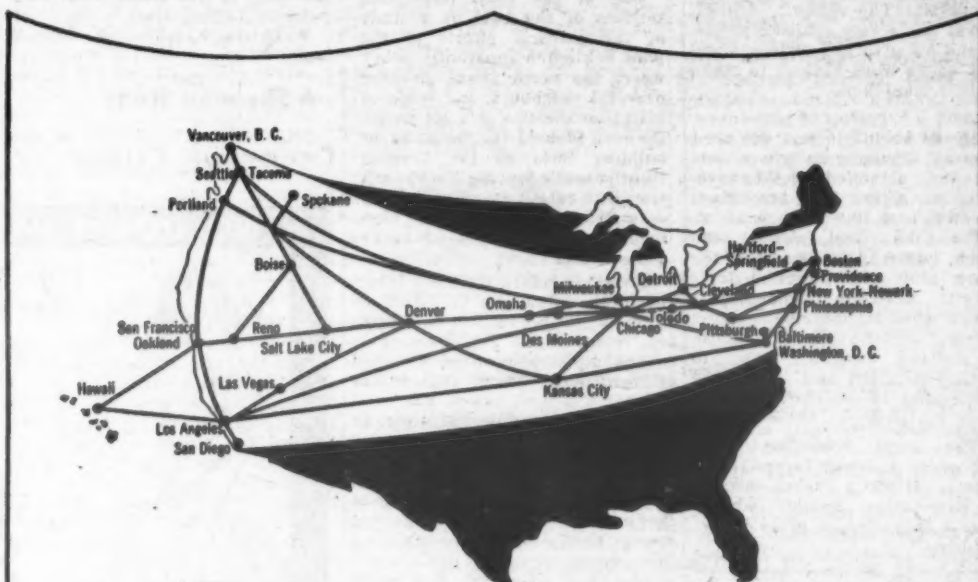 Vancouver, B. C.
Seattle Tacoma
Portland
Spokane
Boise
Hartford–
Springfield
Boston
Providence
New York–Newark
Philadelphia
Detroit
Cleveland
Milwaukee
Toledo
Omaha
Denver
Chicago
Des Moines
Pittsburgh
Baltimore
Washington, D. C.
San Francisco
Oakland
Reno
Salt Lake City
Las Vegas
Kansas City
Hawaii
Los Angeles
San Diego